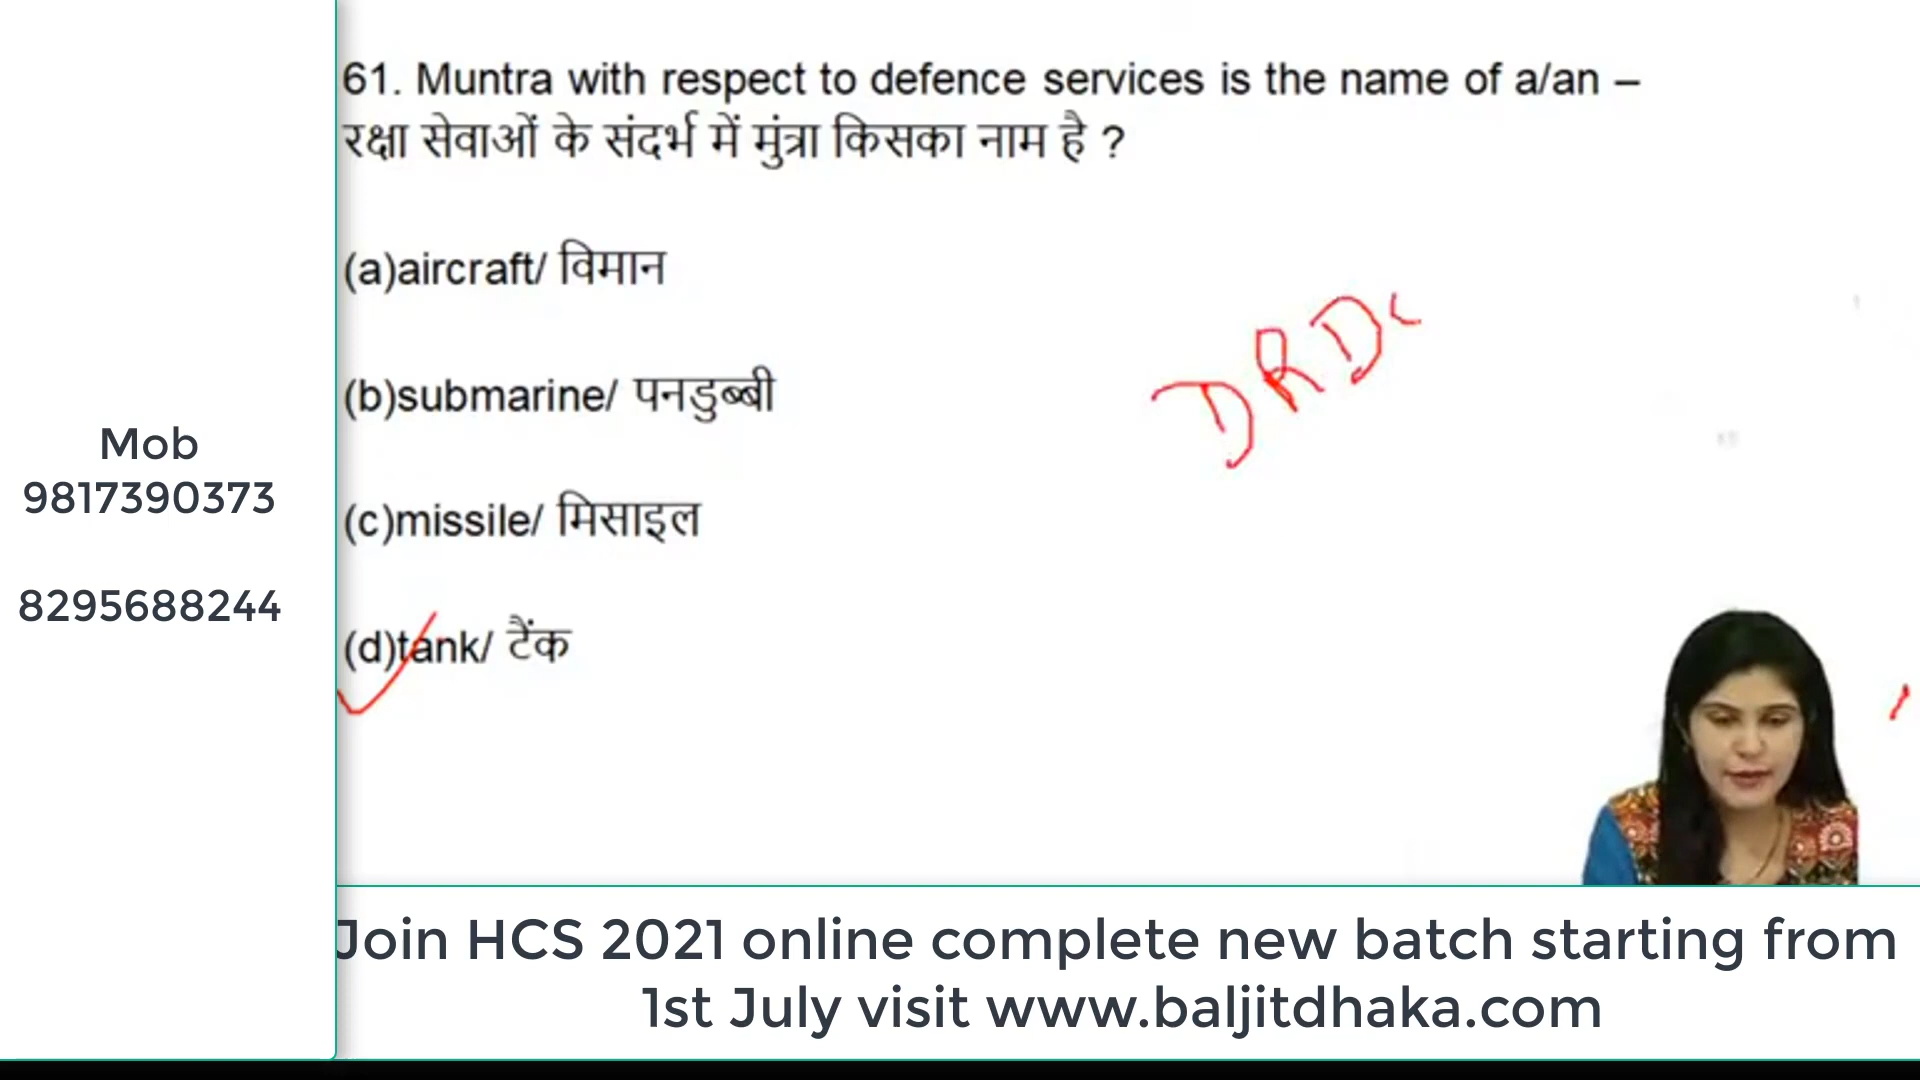 61. Muntra with respect to defence services is the name of a/an –
रक्षा सेवाओं के संदर्भ में मुंत्रा किसका नाम है ?
(a)aircraft/ विमान
(b)submarine/ पनडुब्बी
(c)missile/ मिसाइल
(d)tank/ टैंक
DRDC
Mob
9817390373
8295688244
Join HCS 2021 online complete new batch starting from
1st July visit www.baljitdhaka.com